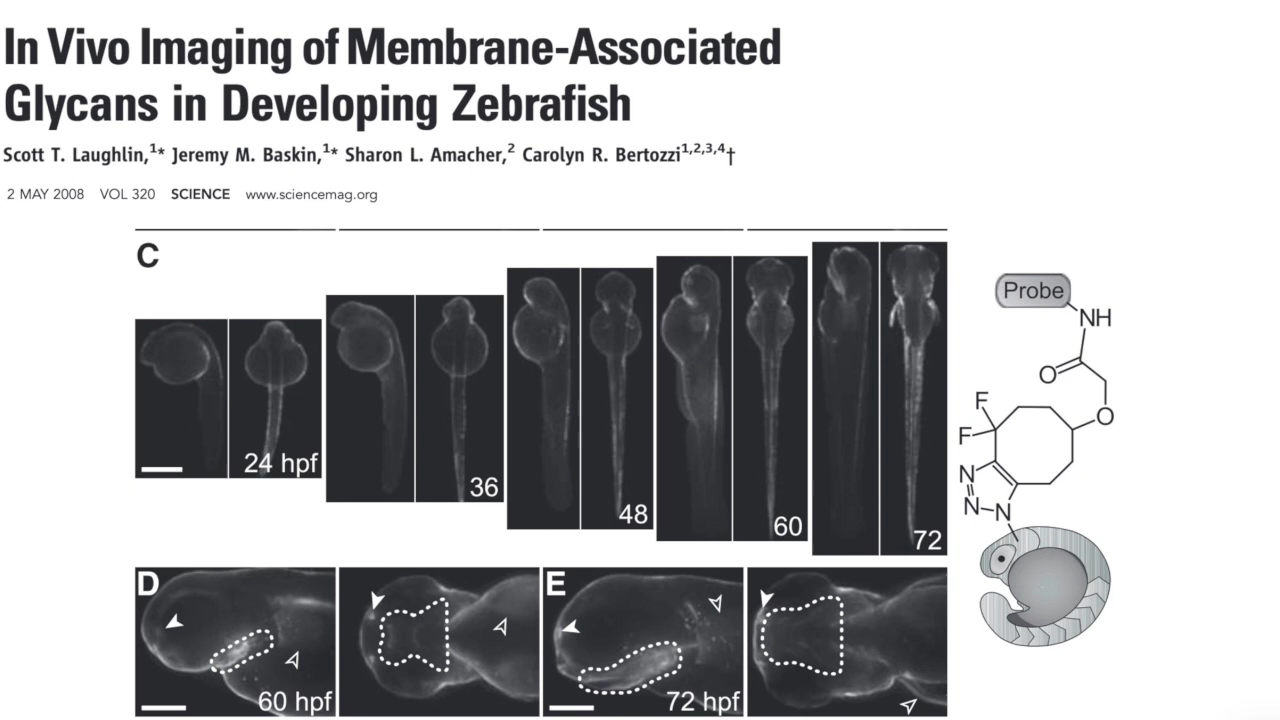 In Vivo Imaging of Membrane-Associated
Glycans in Developing Zebrafish
Scott T. Laughlin,¹* Jeremy M. Baskin,¹* Sharon L. Amacher,² Carolyn R. Bertozzi¹,²,³,⁴†
2 MAY 2008 VOL 320 SCIENCE www.sciencemag.org
C
24 hpf
36
48
60
72
Probe
NH
O
O
F
F
N
N
N
D
60 hpf
E
72 hpf